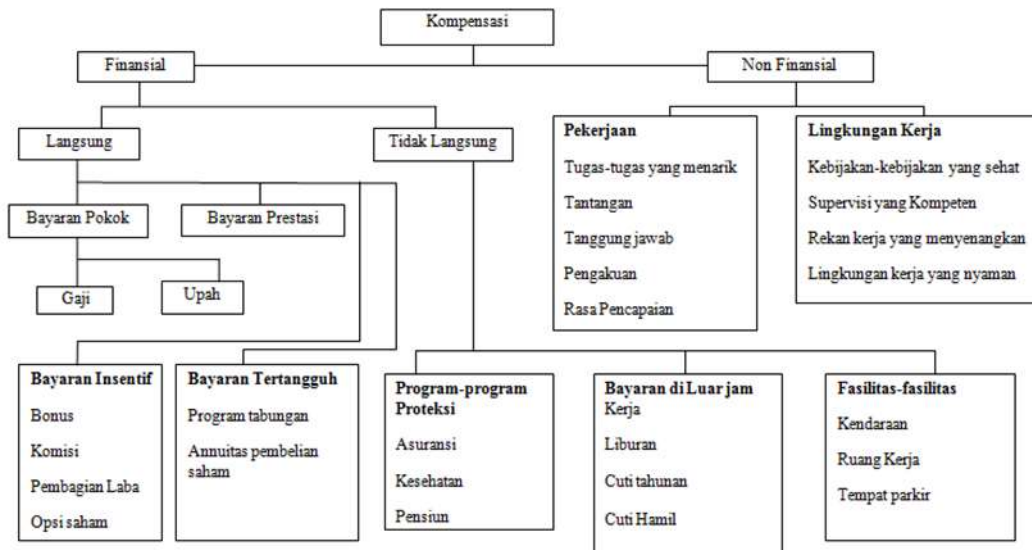 Kompensasi
Finansial
Non Finansial
Langsung
Tidak Langsung
Pekerjaan
Tugas-tugas yang menarik
Tantangan
Tanggung jawab
Pengakuan
Rasa Pencapaian
Lingkungan Kerja
Kebijakan-kebijakan yang sehat
Supervisi yang Kompeten
Rekan kerja yang menyenangkan
Lingkungan kerja yang nyaman
Bayaran Pokok
Bayaran Prestasi
Gaji
Upah
Bayaran Insentif
Bonus
Komisi
Pembagian Laba
Opsi saham
Bayaran Tertangguh
Program tabungan
Annuitas pembelian
saham
Program-program
Proteksi
Asuransi
Kesehatan
Pensiun
Bayaran di Luar jam
Kerja
Liburan
Cuti tahunan
Cuti Hamil
Fasilitas-fasilitas
Kendaraan
Ruang Kerja
Tempat parkir